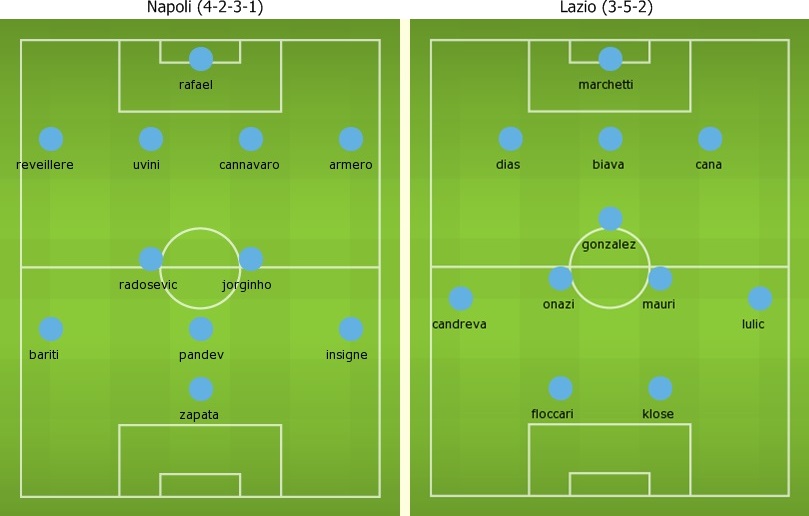 Napoli (4-2-3-1)
rafael
reveillere uvini cannavaro armero
radosevic jorginho
bariti pandev insigne
zapata
Lazio (3-5-2)
marchetti
dias biava cana
gonzalez
onazi mauri
candreva lulic
floccari klose